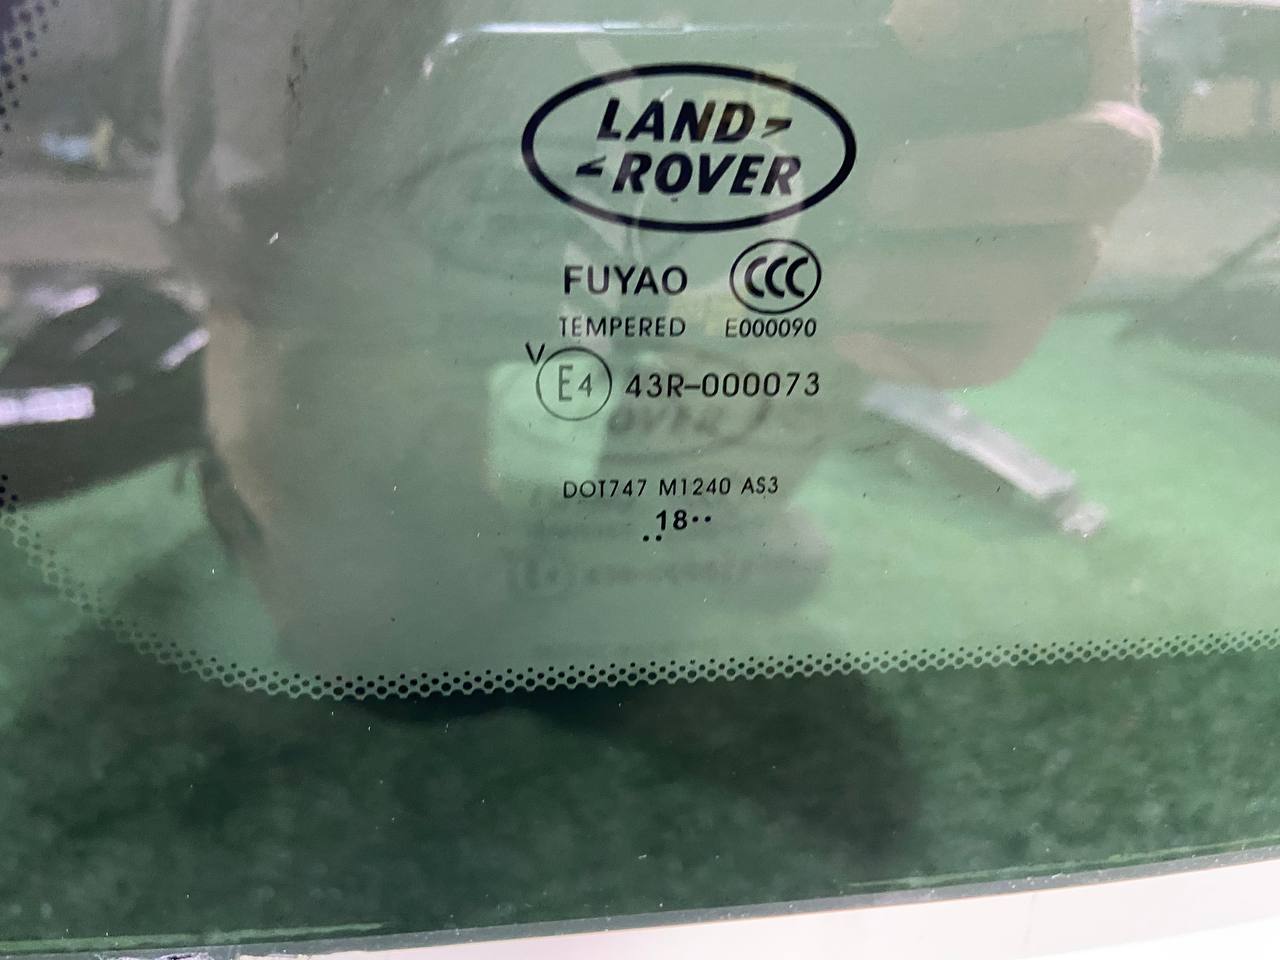 LAND
ROVER
FUYAO CCC
TEMPERED E000090
V E4 43R-000073
DOT747 M1240 AS3
..18..